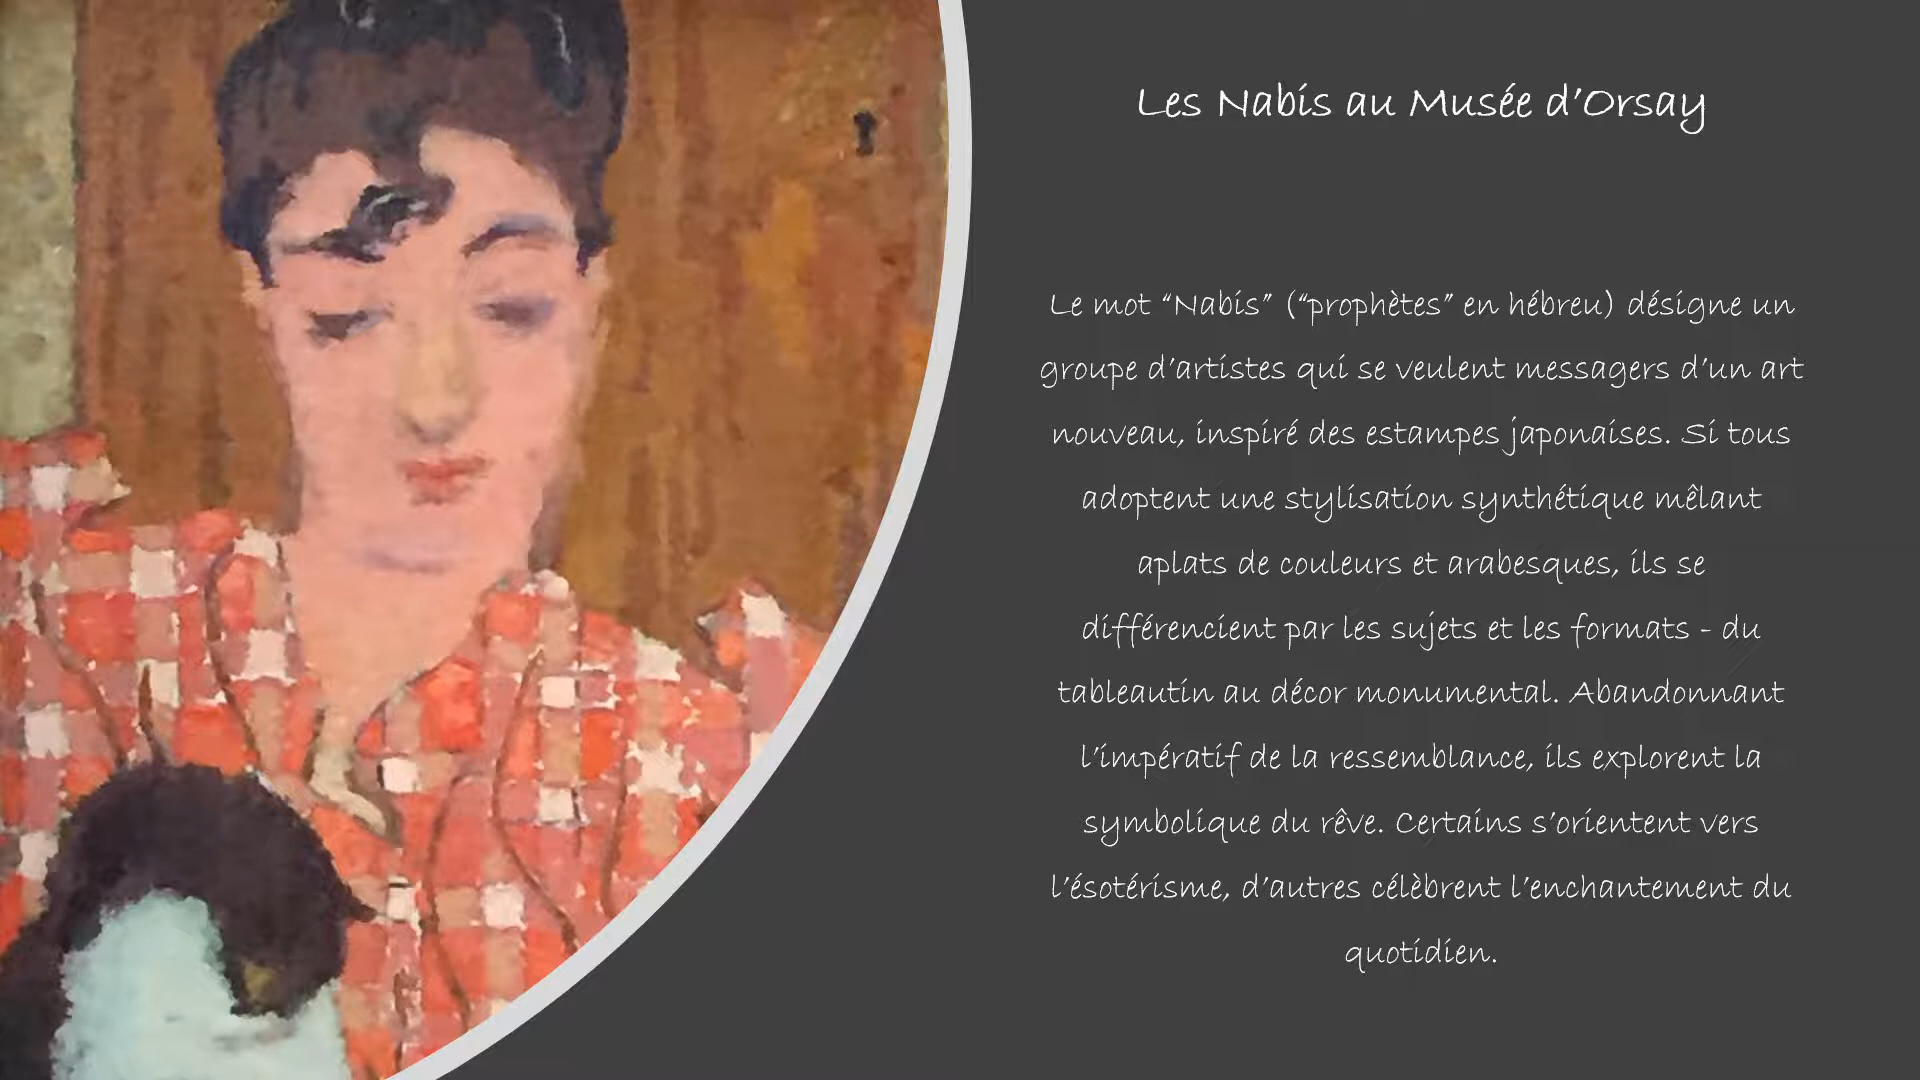 Les Nabis au Musée d'Orsay
Le mot “Nabis” (“prophètes” en hébreu) désigne un
groupe d'artistes qui se veulent messagers d'un art
nouveau, inspiré des estampes japonaises. Si tous
adoptent une stylisation synthétique mêlant
aplats de couleurs et arabesques, ils se
différencient par les sujets et les formats - du
tableautin au décor monumental. Abandonnant
l'impératif de la ressemblance, ils explorent la
symbolique du rêve. Certains s'orientent vers
l'ésotérisme, d'autres célèbrent l'enchantement du
quotidien.